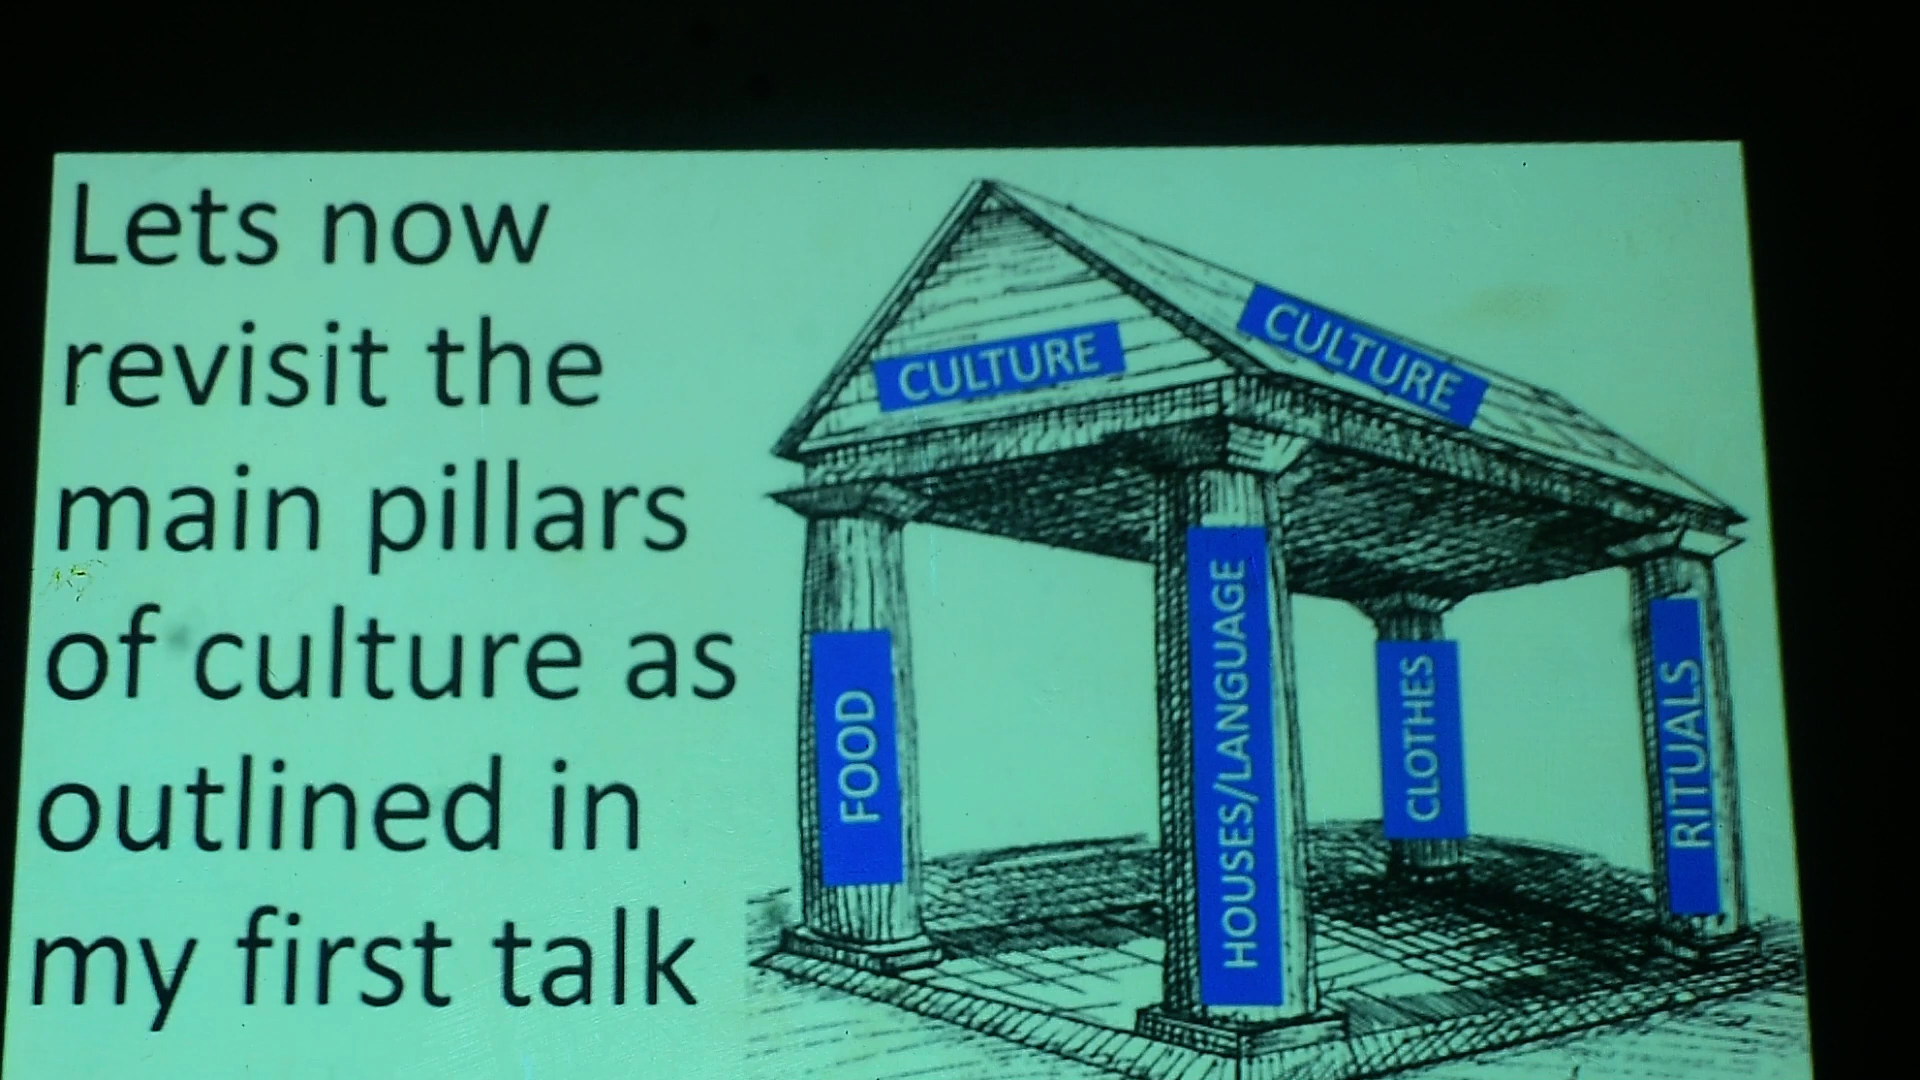 Lets now
revisit the
main pillars
of culture as
outlined in
my first talk
CULTURE
CULTURE
FOOD
HOUSES/LANGUAGE
CLOTHES
RITUALS